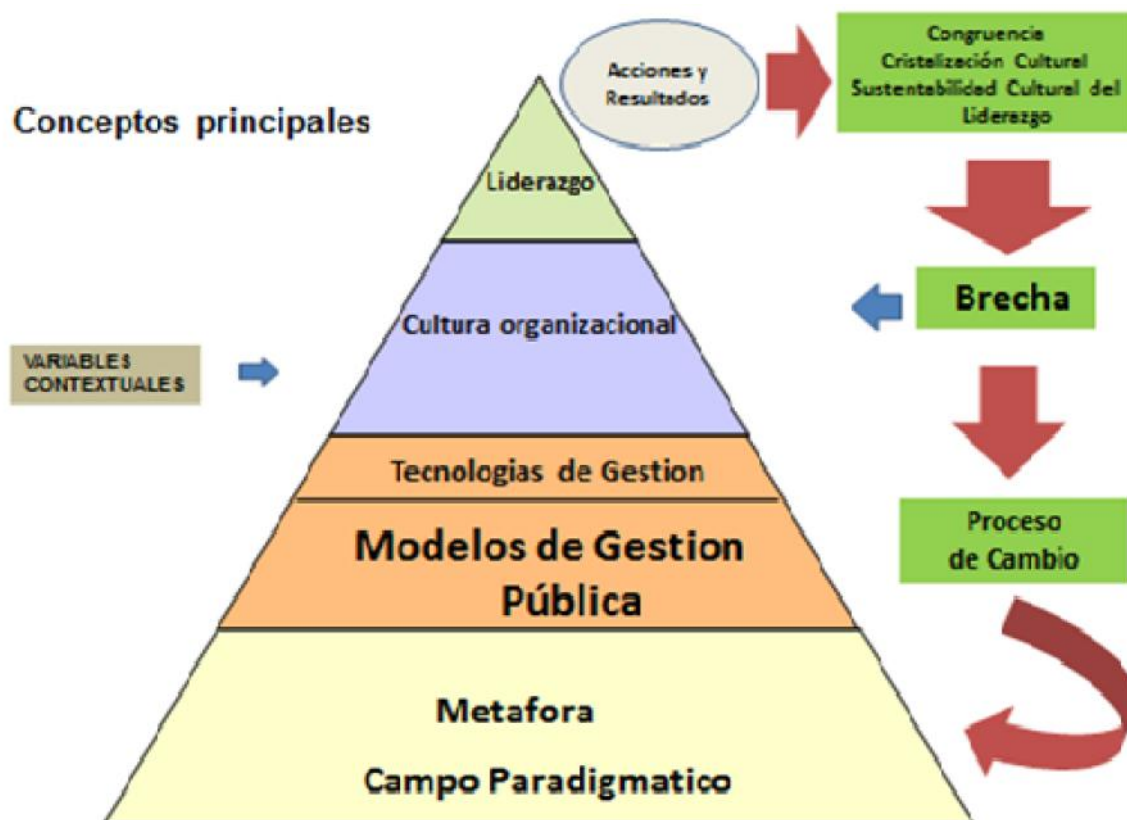 Conceptos principales
Acciones y
Resultados
Congruencia
Cristalización Cultural
Sustentabilidad Cultural del
Liderazgo
Liderazgo
Brecha
Cultura organizacional
VARIABLES
CONTEXTUALES
Tecnologias de Gestion
Modelos de Gestion
Pública
Proceso
de Cambio
Metafora
Campo Paradigmatico